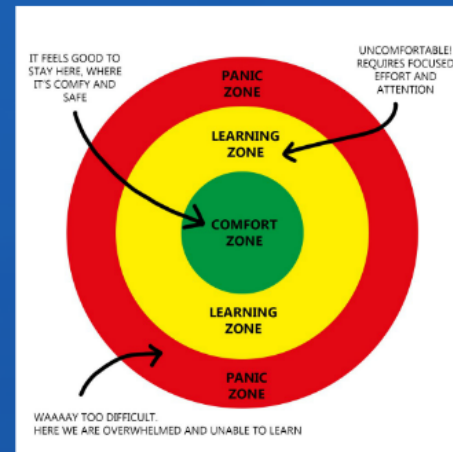 IT FEELS GOOD TO
STAY HERE, WHERE
IT'S COMFY AND
SAFE
UNCOMFORTABLE!
REQUIRES FOCUSED
EFFORT AND
ATTENTION
PANIC
ZONE
LEARNING
ZONE
COMFORT
ZONE
LEARNING
ZONE
PANIC
ZONE
WAAAAY TOO DIFFICULT.
HERE WE ARE OVERWHELMED AND UNABLE TO LEARN